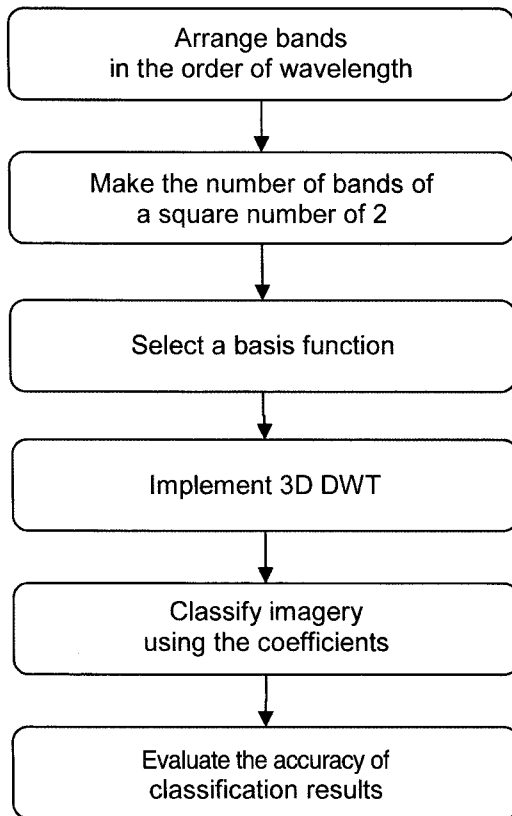 Arrange bands
in the order of wavelength
Make the number of bands of
a square number of 2
Select a basis function
Implement 3D DWT
Classify imagery
using the coefficients
Evaluate the accuracy of
classification results